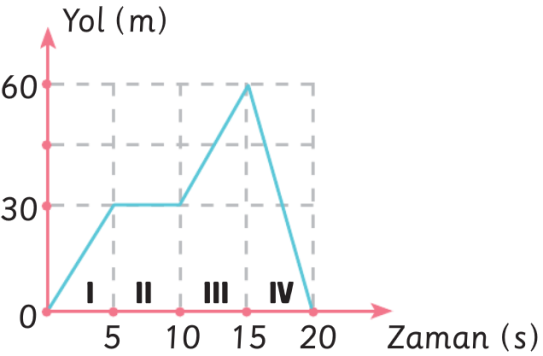 Yol (m)
60
30
0
I II III IV
5 10 15 20 Zaman (s)